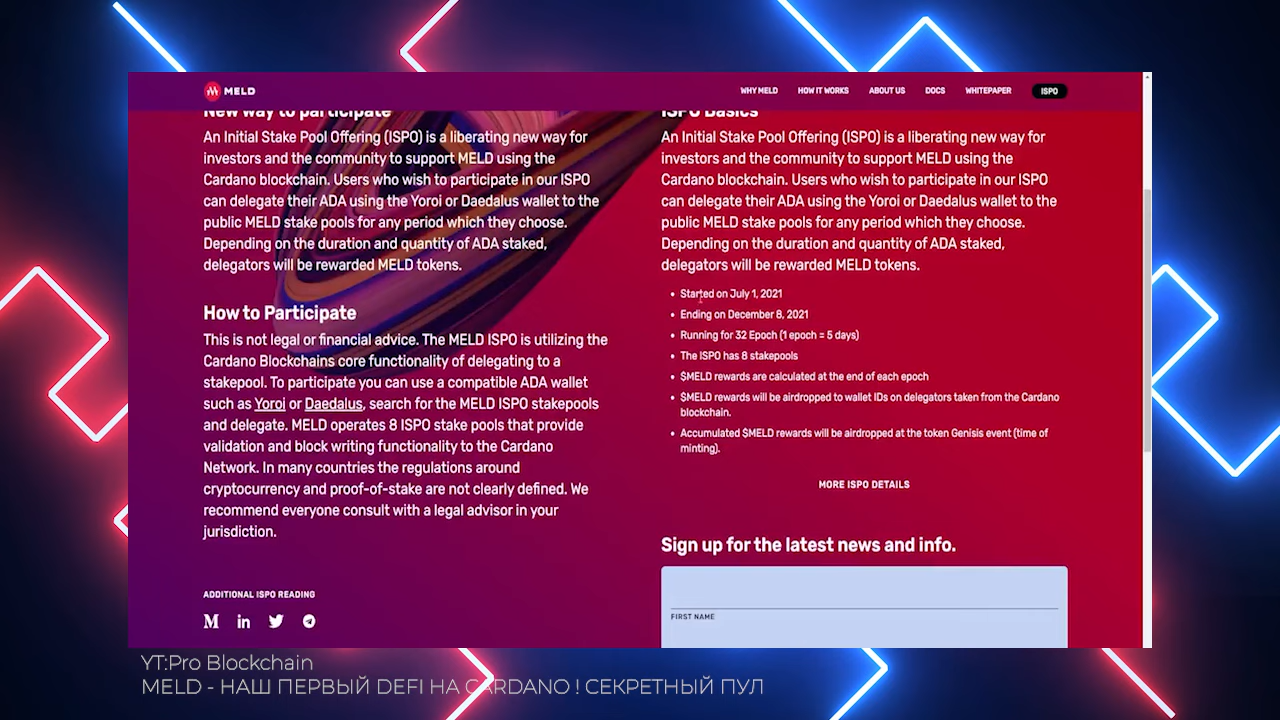 MELD
WHY MELD
HOW IT WORKS
ABOUT US
DOCS
WHITEPAPER
ISPO
New way to participate
An Initial Stake Pool Offering (ISPO) is a liberating new way for
investors and the community to support MELD using the
Cardano blockchain. Users who wish to participate in our ISPO
can delegate their ADA using the Yoroi or Daedalus wallet to the
public MELD stake pools for any period which they choose.
Depending on the duration and quantity of ADA staked,
delegators will be rewarded MELD tokens.
How to Participate
This is not legal or financial advice. The MELD ISPO is utilizing the
Cardano Blockchains core functionality of delegating to a
stakepool. To participate you can use a compatible ADA wallet
such as Yoroi or Daedalus, search for the MELD ISPO stakepools
and delegate. MELD operates 8 ISPO stake pools that provide
validation and block writing functionality to the Cardano
Network. In many countries the regulations around
cryptocurrency and proof-of-stake are not clearly defined. We
recommend everyone consult with a legal advisor in your
jurisdiction.
ADDITIONAL ISPO READING
ISPO Basics
An Initial Stake Pool Offering (ISPO) is a liberating new way for
investors and the community to support MELD using the
Cardano blockchain. Users who wish to participate in our ISPO
can delegate their ADA using the Yoroi or Daedalus wallet to the
public MELD stake pools for any period which they choose.
Depending on the duration and quantity of ADA staked,
delegators will be rewarded MELD tokens.
• Started on July 1, 2021
• Ending on December 8, 2021
• Running for 32 Epoch (1 epoch = 5 days)
• The ISPO has 8 stakepools
• $MELD rewards are calculated at the end of each epoch
• $MELD rewards will be airdropped to wallet IDs on delegators taken from the Cardano
blockchain.
• Accumulated $MELD rewards will be airdropped at the token Genisis event (time of
minting).
MORE ISPO DETAILS
Sign up for the latest news and info.
FIRST NAME
YT:Pro Blockchain
MELD - НАШ ПЕРВЫЙ DEFI НА CARDANO ! СЕКРЕТНЫЙ ПУЛ